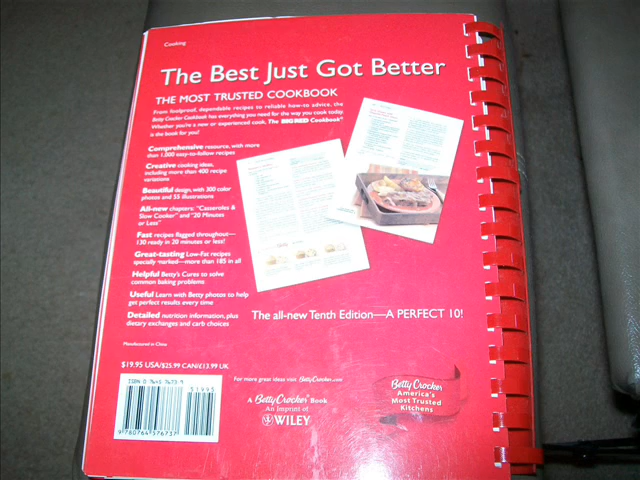 Cooking
The Best Just Got Better
THE MOST TRUSTED COOKBOOK
From foolproof, dependable recipes to reliable how-to advice, the
Betty Crocker Cookbook has everything you need for the way you cook today.
Whether you're a new or experienced cook, The BIG RED Cookbook®
is the book for you!
Comprehensive resource, with more
than 1,000 easy-to-follow recipes
Creative cooking ideas,
including more than 400 recipe
variations
Beautiful design, with 300 color
photos and 55 illustrations
All-new chapters: "Casseroles &
Slow Cooker" and "20 Minutes
or Less"
Fast recipes flagged throughout—
130 ready in 20 minutes or less!
Great-tasting Low-Fat recipes
specially marked—more than 185 in all
Helpful Betty's Cures to solve
common baking problems
Useful Learn with Betty photos to help
get perfect results every time
Detailed nutrition information, plus
dietary exchanges and carb choices
The all-new Tenth Edition—A PERFECT 10!
Manufactured in China
$19.95 USA/$25.99 CAN/£13.99 UK
ISBN 0-7645-7673-9
51995
9 780764 576737
For more great ideas visit BettyCrocker.com
A Betty Crocker® Book
An Imprint of
WILEY
Betty Crocker
America's
Most Trusted
Kitchens